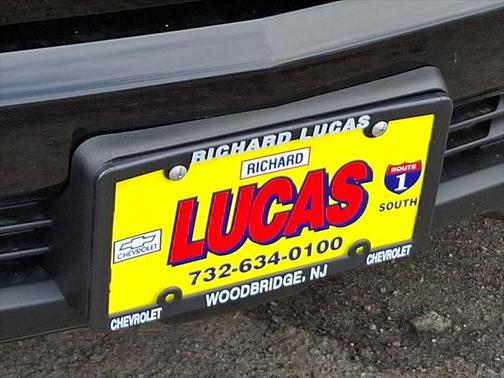 RICHARD LUCAS
RICHARD
LUCAS
ROUTE
1
SOUTH
CHEVROLET
732-634-0100
CHEVROLET
WOODBRIDGE, NJ
CHEVROLET